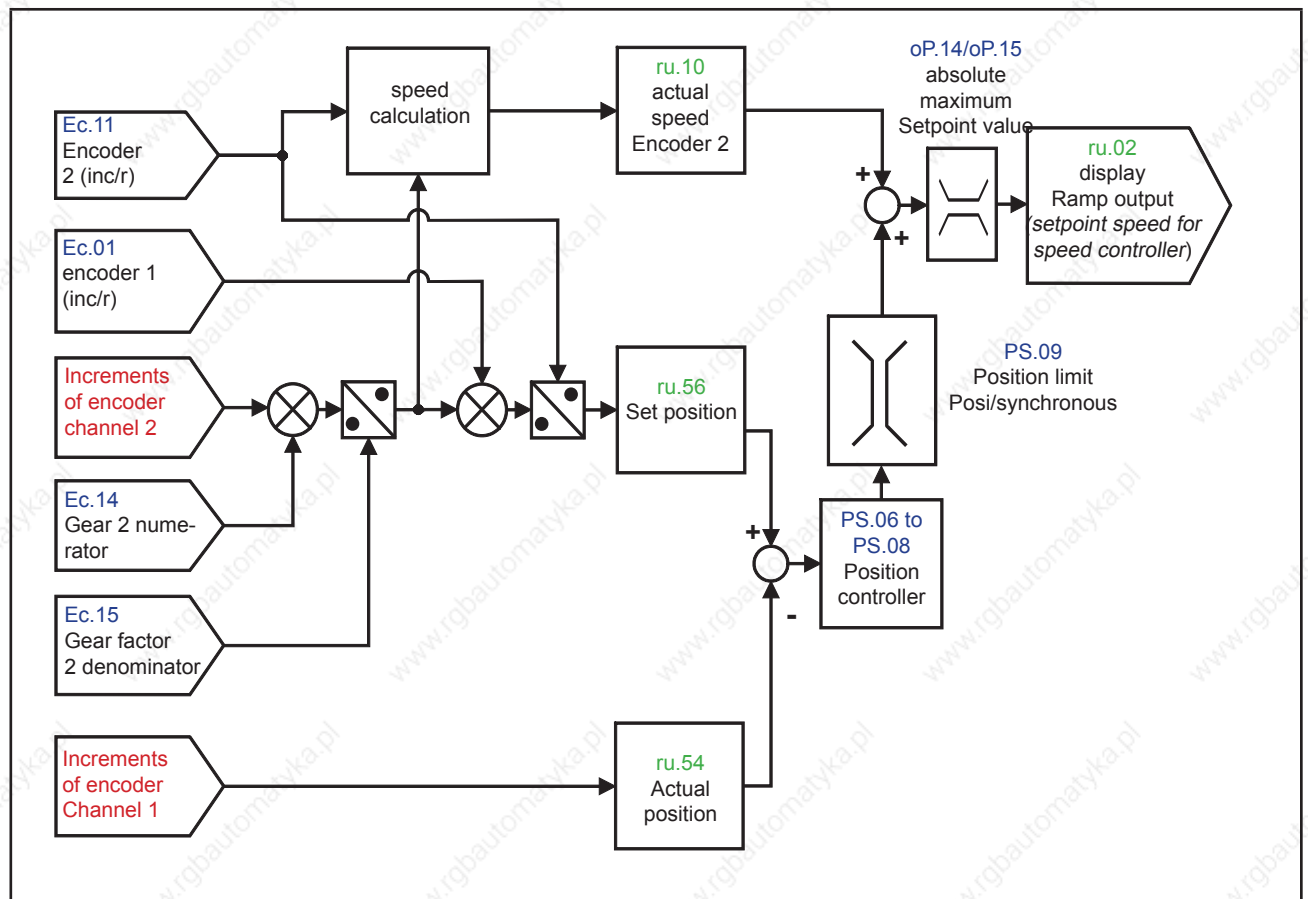 oP.14/oP.15
absolute
maximum
Setpoint value
speed
calculation
ru.10
actual
speed
Encoder 2
Ec.11
Encoder
2 (inc/r)
+
+
ru.02
display
Ramp output
(setpoint speed for
speed controller)
Ec.01
encoder 1
(inc/r)
Increments
of encoder
channel 2
ru.56
Set position
PS.09
Position limit
Posi/synchronous
Ec.14
Gear 2 nume-
rator
+
-
PS.06 to
PS.08
Position
controller
Ec.15
Gear factor
2 denominator
Increments
of encoder
Channel 1
ru.54
Actual
position
www.rgbautomatyka.pl